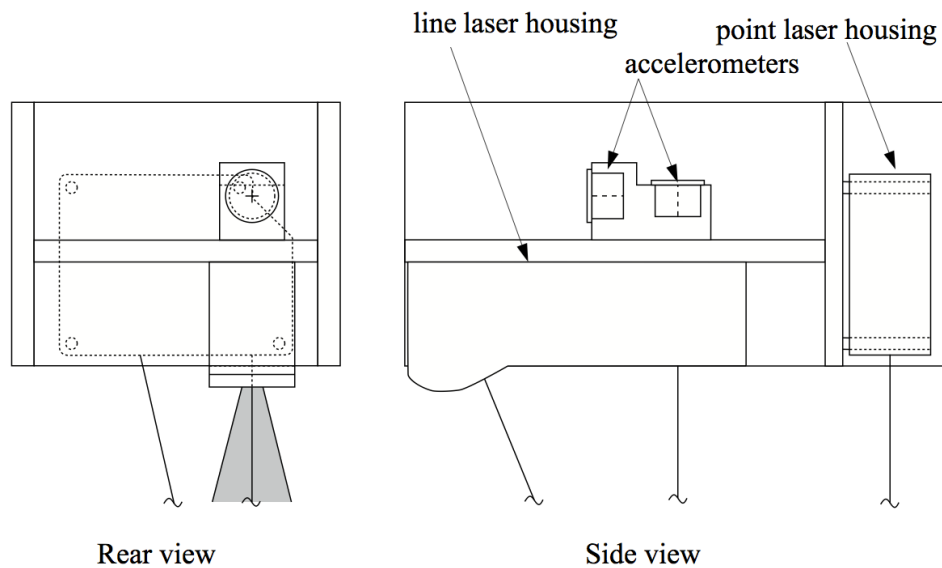 line laser housing
point laser housing
accelerometers
Rear view
Side view